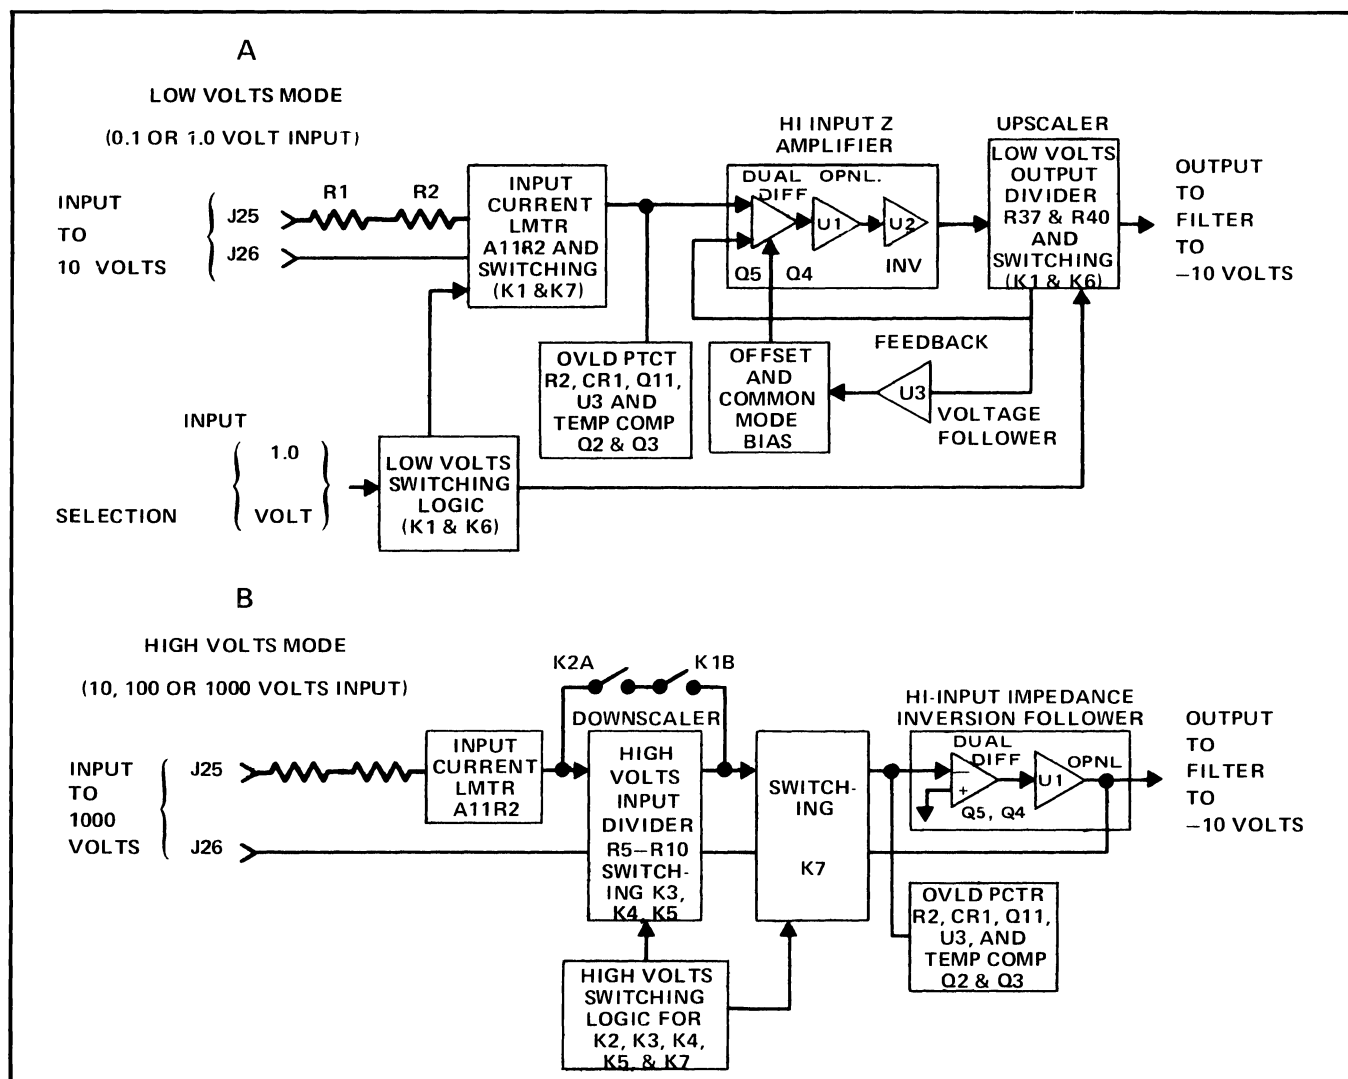 A
LOW VOLTS MODE
(0.1 OR 1.0 VOLT INPUT)
INPUT
TO
10 VOLTS
J25
J26
R1
R2
INPUT
CURRENT
LMTR
A11R2 AND
SWITCHING
(K1 & K7)
OVLD PTCT
R2, CR1, Q11,
U3 AND
TEMP COMP
Q2 & Q3
HI INPUT Z
AMPLIFIER
DUAL
DIFF
OPNL.
U1
U2
Q5
Q4
INV
UPSCALER
LOW VOLTS
OUTPUT
DIVIDER
R37 & R40
AND
SWITCHING
(K1 & K6)
OUTPUT
TO
FILTER
TO
–10 VOLTS
OFFSET
AND
COMMON
MODE
BIAS
FEEDBACK
U3
VOLTAGE
FOLLOWER
INPUT
SELECTION
1.0
VOLT
LOW VOLTS
SWITCHING
LOGIC
(K1 & K6)
B
HIGH VOLTS MODE
(10, 100 OR 1000 VOLTS INPUT)
INPUT
TO
1000
VOLTS
J25
J26
INPUT
CURRENT
LMTR
A11R2
K2A
K1B
DOWNSCALER
HIGH
VOLTS
INPUT
DIVIDER
R5–R10
SWITCH-
ING K3,
K4, K5
SWITCH-
ING
K7
HI-INPUT IMPEDANCE
INVERSION FOLLOWER
DUAL
DIFF
–
+
U1
OPNL
Q5, Q4
OUTPUT
TO
FILTER
TO
–10 VOLTS
OVLD PCTR
R2, CR1, Q11,
U3, AND
TEMP COMP
Q2 & Q3
HIGH VOLTS
SWITCHING
LOGIC FOR
K2, K3, K4,
K5, & K7